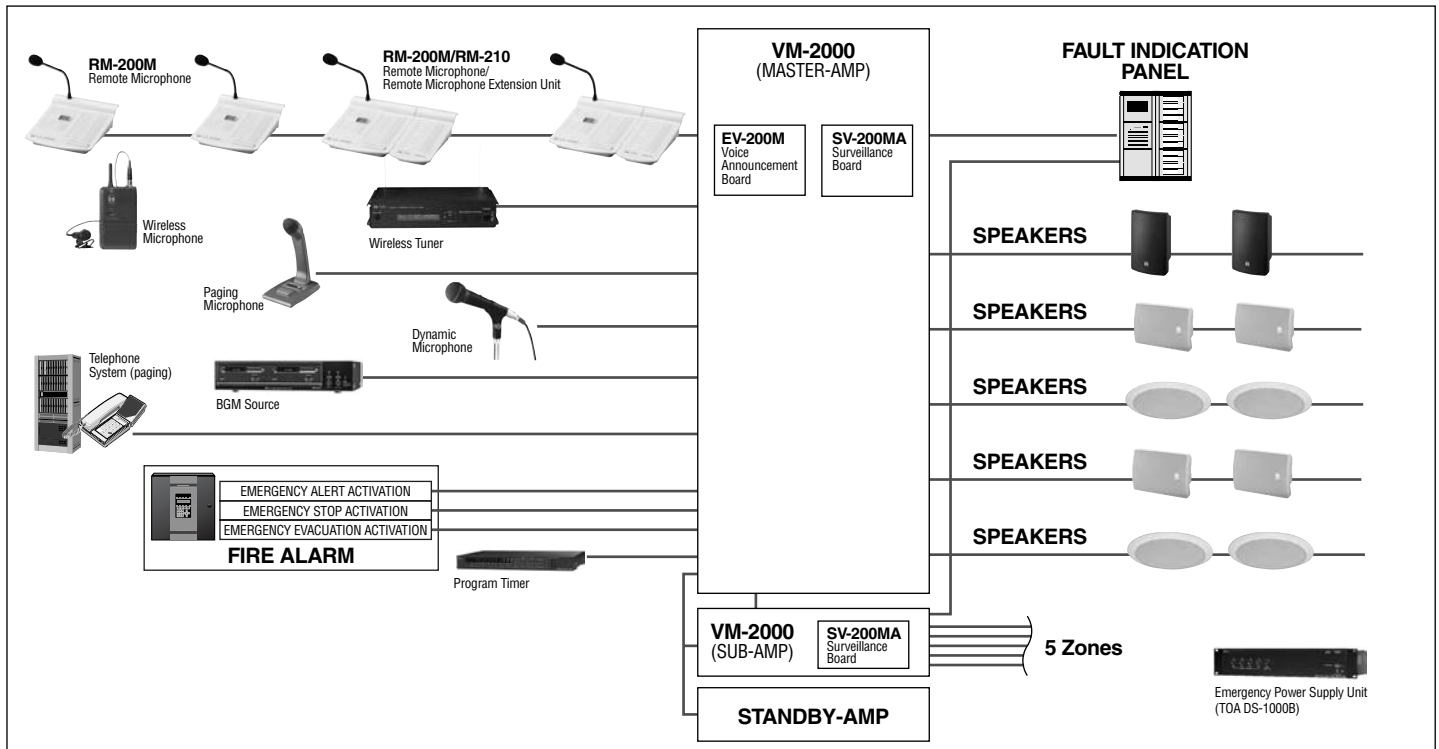 RM-200M
Remote Microphone
RM-200M/RM-210
Remote Microphone/
Remote Microphone Extension Unit
VM-2000
(MASTER-AMP)
FAULT INDICATION
PANEL
EV-200M
Voice
Announcement
Board
SV-200MA
Surveillance
Board
Wireless
Microphone
Wireless Tuner
SPEAKERS
Paging
Microphone
SPEAKERS
Dynamic
Microphone
Telephone
System (paging)
BGM Source
SPEAKERS
SPEAKERS
EMERGENCY ALERT ACTIVATION
EMERGENCY STOP ACTIVATION
EMERGENCY EVACUATION ACTIVATION
FIRE ALARM
SPEAKERS
Program Timer
VM-2000
(SUB-AMP)
SV-200MA
Surveillance
Board
5 Zones
Emergency Power Supply Unit
(TOA DS-1000B)
STANDBY-AMP